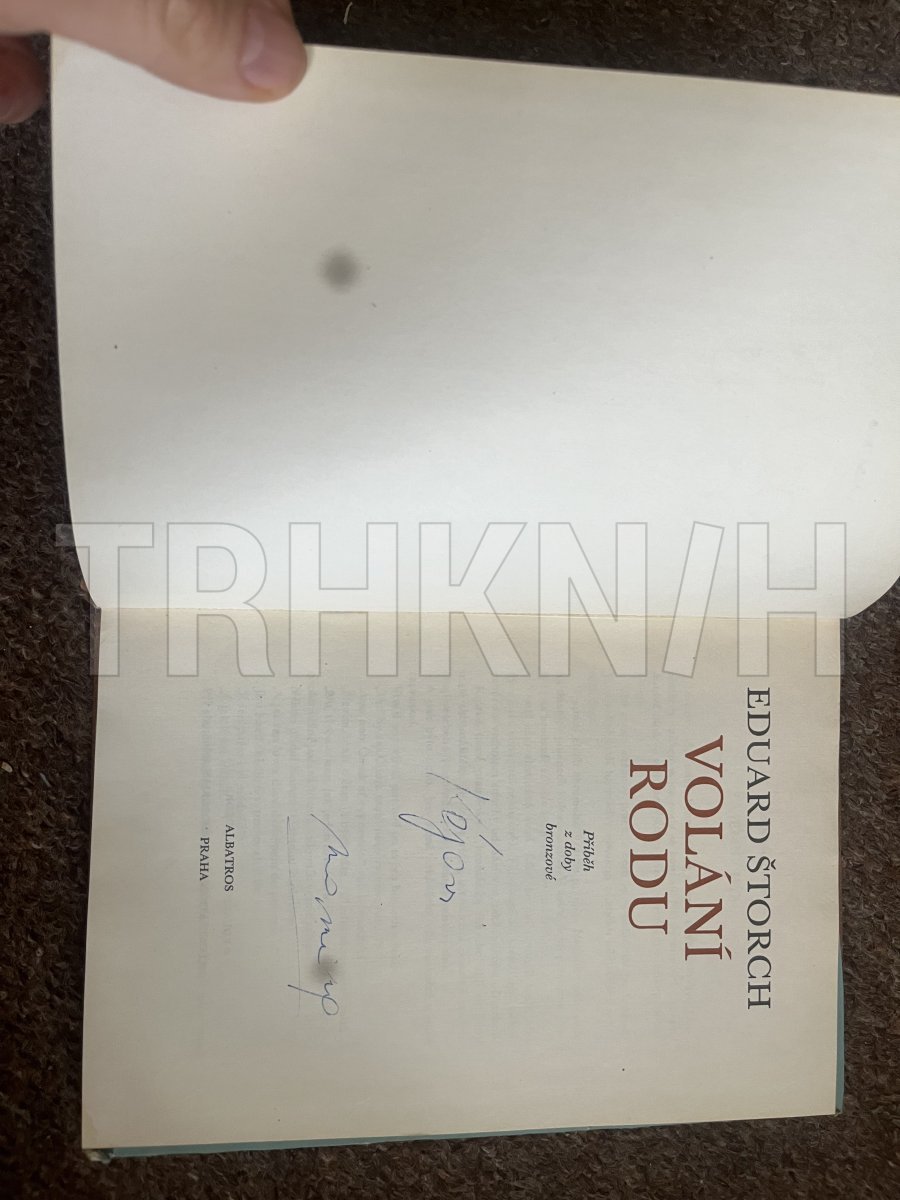 EDUARD ŠTORCH
VOLÁNÍ
RODU
Příběh
z doby
bronzové
ALBATROS
PRAHA
TRHKNIH